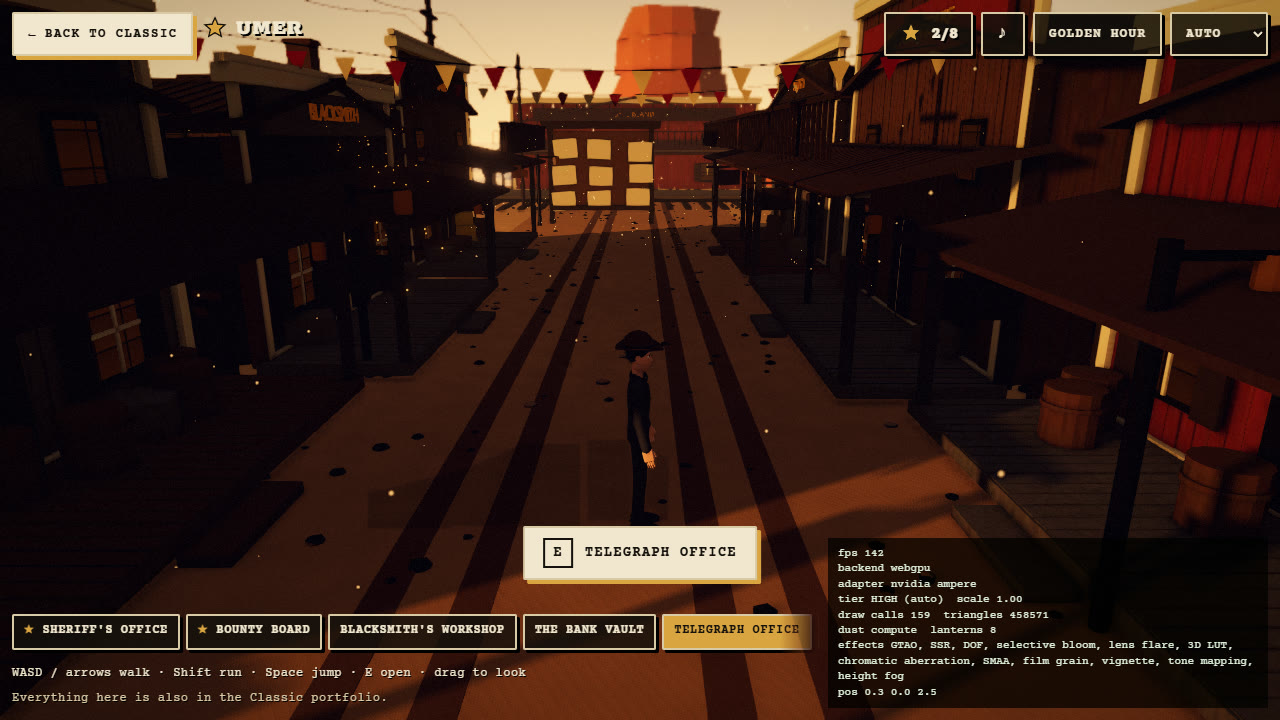 ← BACK TO CLASSIC
UMER
2/8
♪
GOLDEN HOUR
AUTO
BLACKSMITH
E TELEGRAPH OFFICE
SHERIFF'S OFFICE
BOUNTY BOARD
BLACKSMITH'S WORKSHOP
THE BANK VAULT
TELEGRAPH OFFICE
WASD / arrows walk · Shift run · Space jump · E open · drag to look
Everything here is also in the Classic portfolio.
fps 142
backend webgpu
adapter nvidia ampere
tier HIGH (auto) scale 1.00
draw calls 159 triangles 458571
dust compute lanterns 8
effects GTAO, SSR, DOF, selective bloom, lens flare, 3D LUT,
chromatic aberration, SMAA, film grain, vignette, tone mapping,
height fog
pos 0.3 0.0 2.5